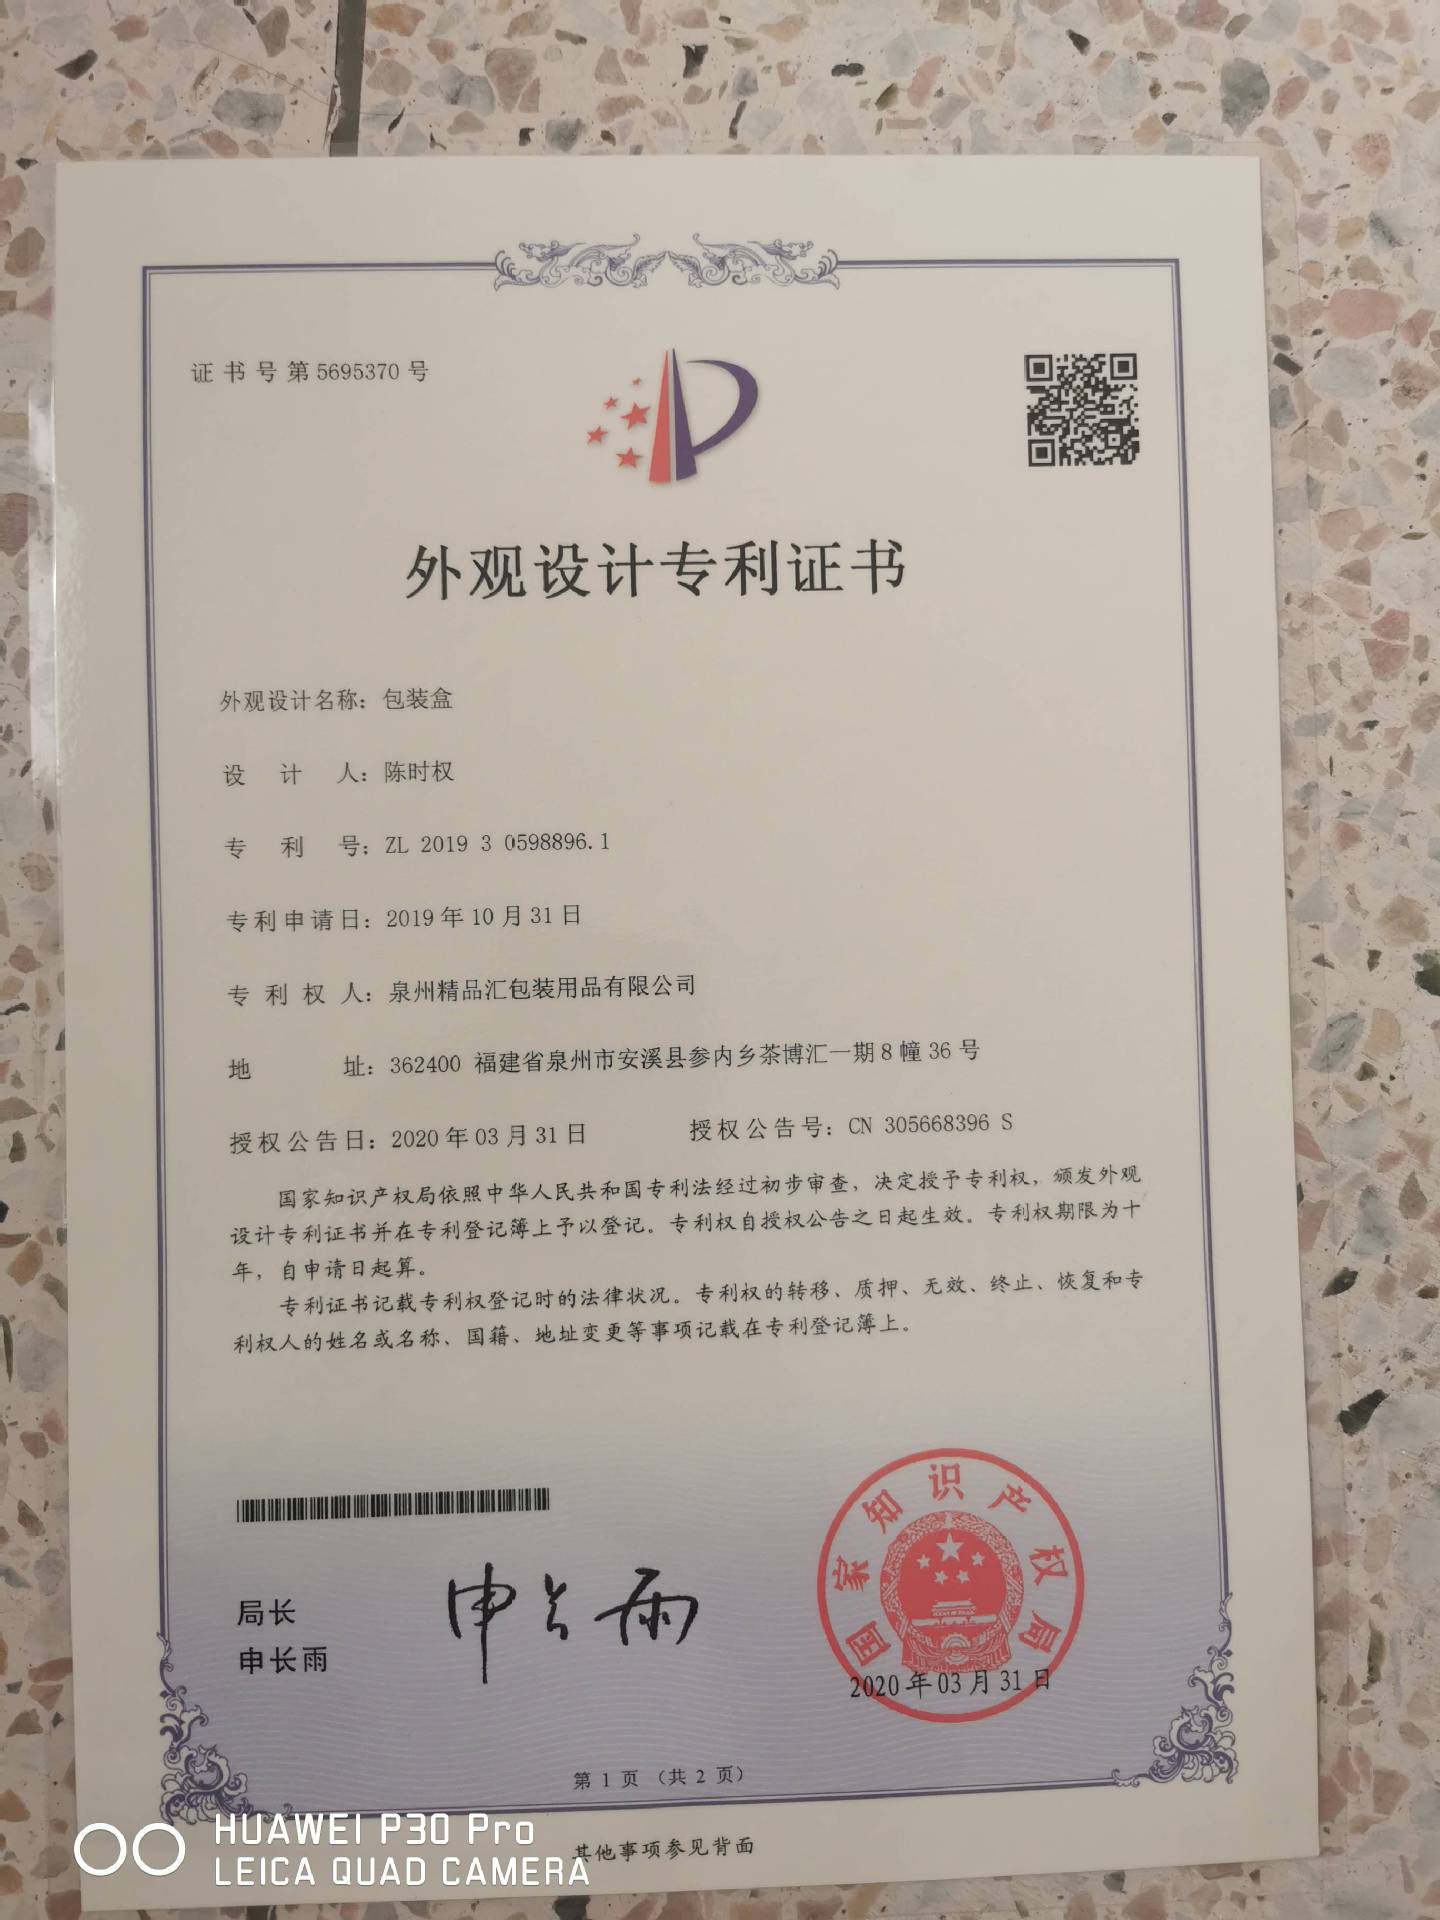 证书号第5695370号
外观设计专利证书
外观设计名称：包装盒
设计人：陈时权
专利号：ZL 2019 3 0598896.1
专利申请日：2019年10月31日
专利权人：泉州精品汇包装用品有限公司
地址：362400 福建省泉州市安溪县参内乡茶博汇一期8幢36号
授权公告日：2020年03月31日 授权公告号：CN 305668396 S
国家知识产权局依照中华人民共和国专利法经过初步审查，决定授予专利权，颁发外观
设计专利证书并在专利登记簿上予以登记。专利权自授权公告之日起生效。专利权期限为十
年，自申请日起算。
专利证书记载专利权登记时的法律状况。专利权的转移、质押、无效、终止、恢复和专
利权人的姓名或名称、国籍、地址变更等事项记载在专利登记簿上。
局长
申长雨
申长雨
国家知识产权局
2020年03月31日
第1页（共2页）
其他事项参见背面
HUAWEI P30 Pro
LEICA QUAD CAMERA